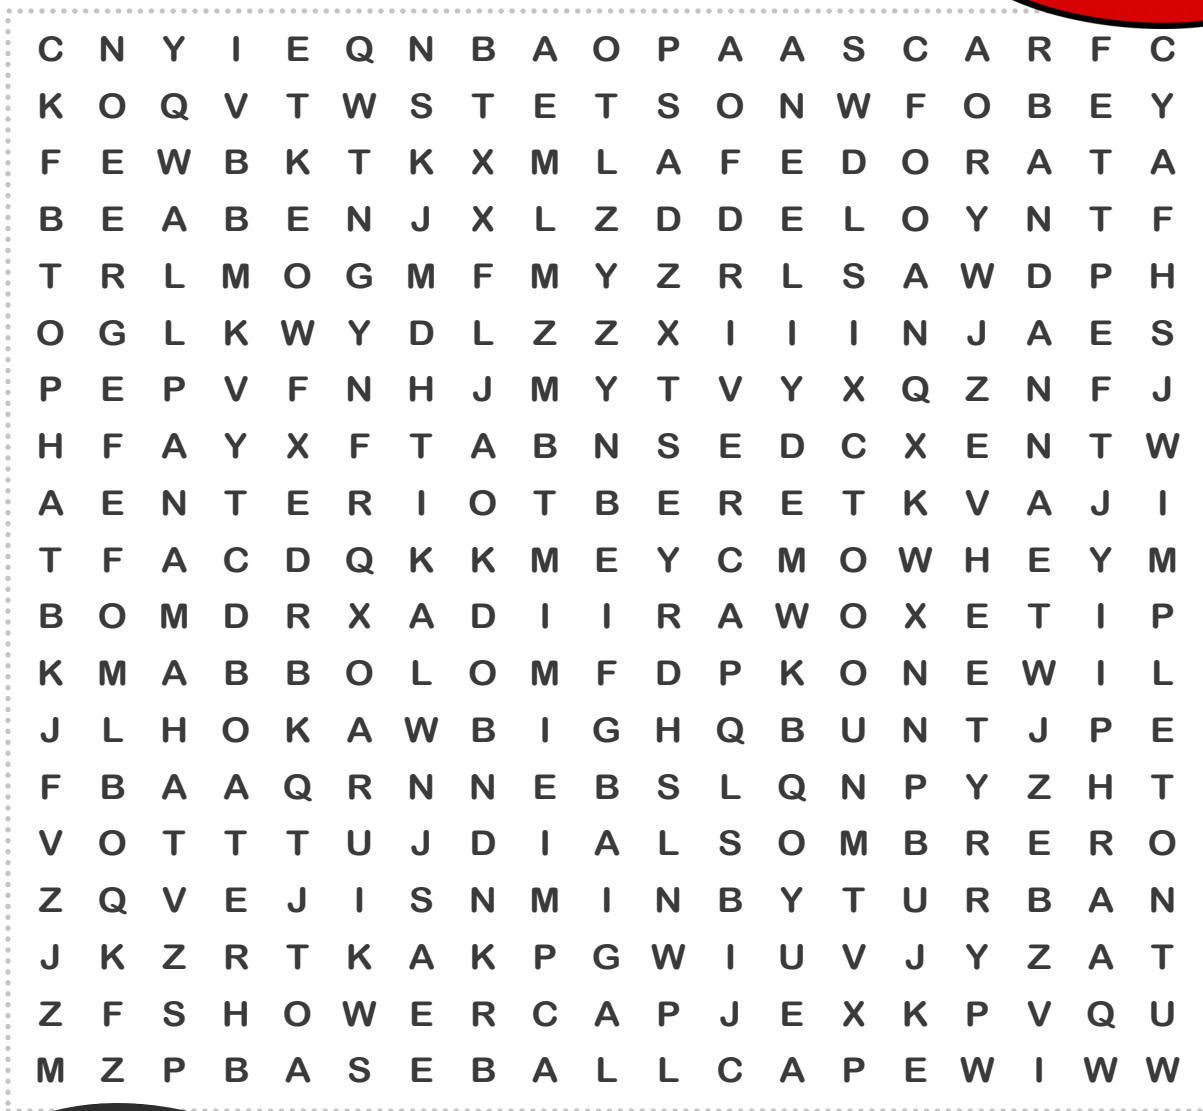 C N Y I E Q N B A O P A A S C A R F C
K O Q V T W S T E T S O N W F O B E Y
F E W B K T K X M L A F E D O R A T A
B E A B E N J X L Z D D E L O Y N T F
T R L M O G M F M Y Z R L S A W D P H
O G L K W Y D L Z Z X I I I N J A E S
P E P V F N H J M Y T V Y X Q Z N F J
H F A Y X F T A B N S E D C X E N T W
A E N T E R I O T B E R E T K V A J I
T F A C D Q K K M E Y C M O W H E Y M
B O M D R X A D I I R A W O X E T I P
K M A B B O L O M F D P K O N E W I L
J L H O K A W B I G H Q B U N T J P E
F B A A Q R N N E B S L Q N P Y Z H T
V O T T T U J D I A L S O M B R E R O
Z Q V E J I S N M I N B Y T U R B A N
J K Z R T K A K P G W I U V J Y Z A T
Z F S H O W E R C A P J E X K P V Q U
M Z P B A S E B A L L C A P E W I W W